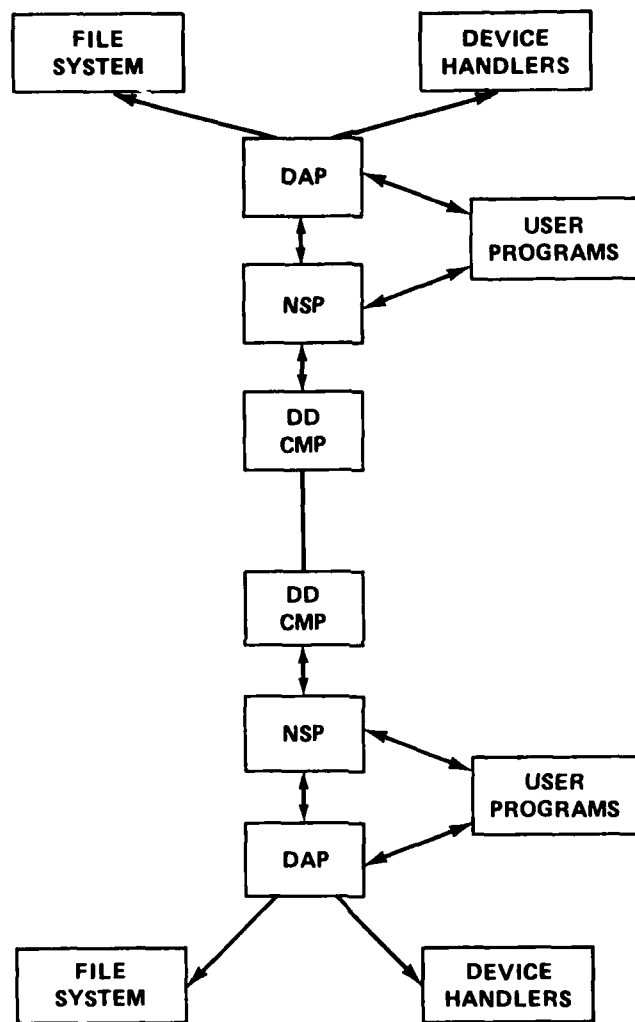 FILE
SYSTEM
DEVICE
HANDLERS
DAP
USER
PROGRAMS
NSP
DD
CMP
DD
CMP
NSP
USER
PROGRAMS
DAP
FILE
SYSTEM
DEVICE
HANDLERS